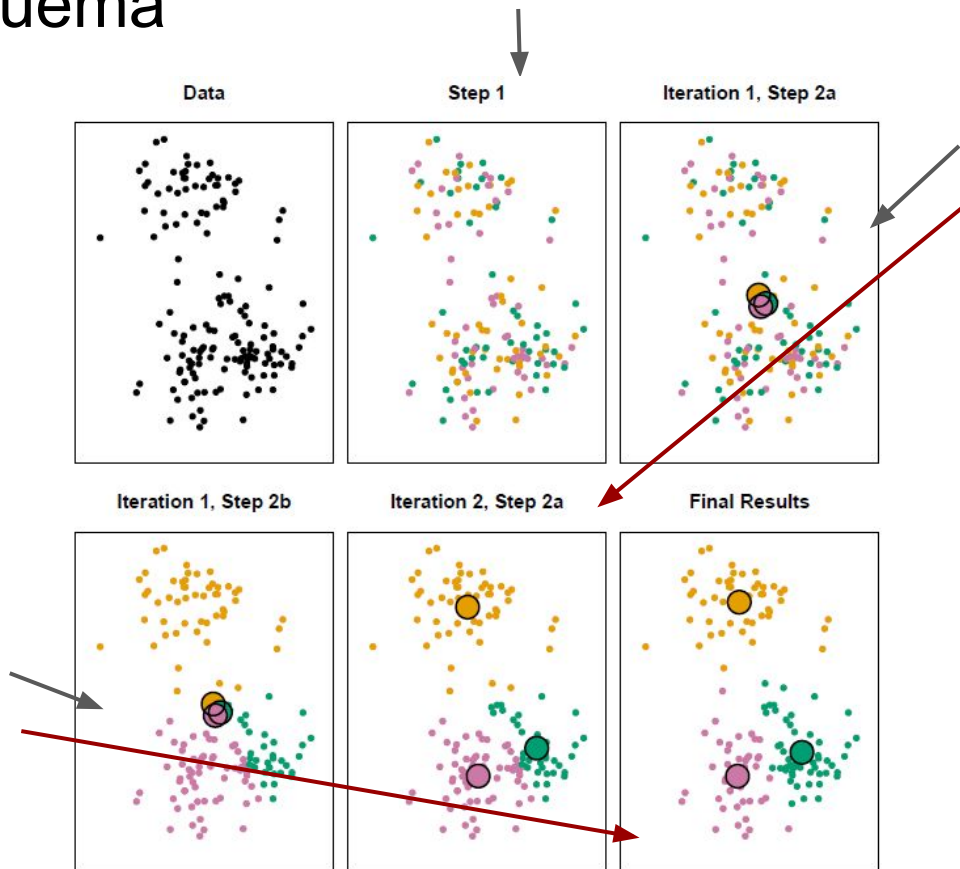 uema
Data
Step 1
Iteration 1, Step 2a
Iteration 1, Step 2b
Iteration 2, Step 2a
Final Results